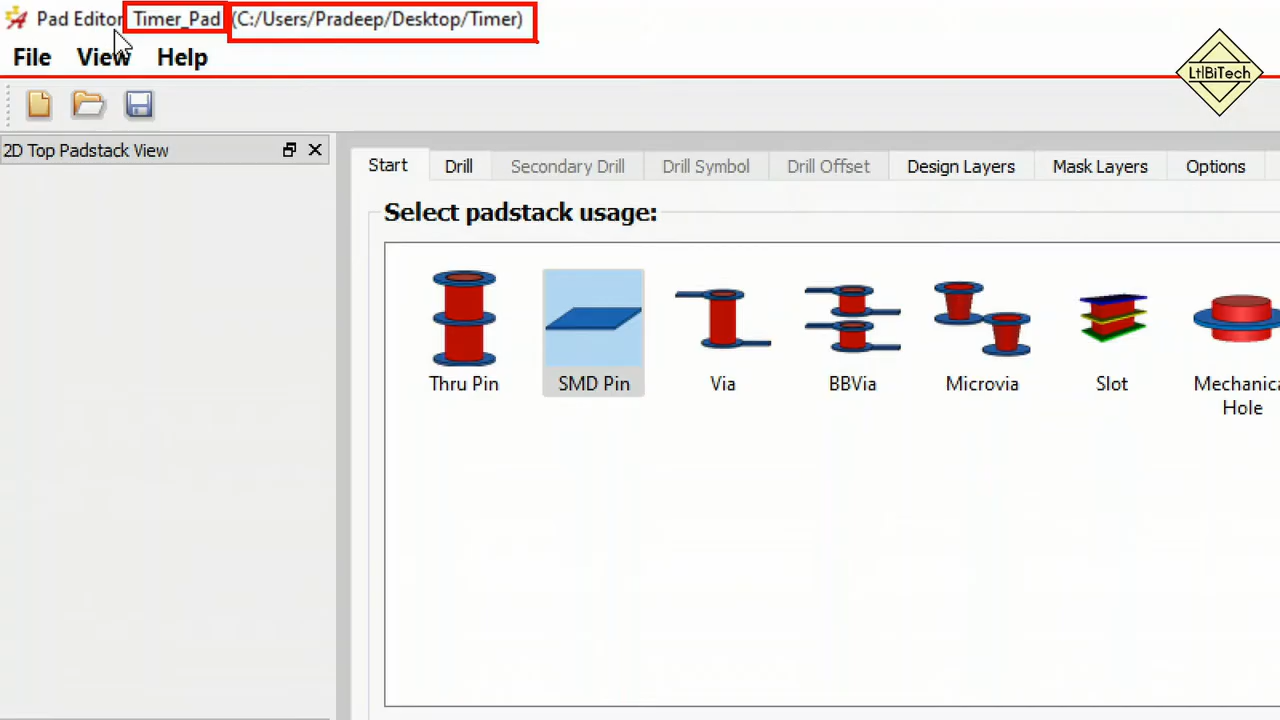 Pad Editor Timer_Pad (C:/Users/Pradeep/Desktop/Timer)
File View Help
LtlBiTech
2D Top Padstack View
Start Drill Secondary Drill Drill Symbol Drill Offset Design Layers Mask Layers Options
Select padstack usage:
Thru Pin SMD Pin Via BBVia Microvia Slot Mechanica
Hole